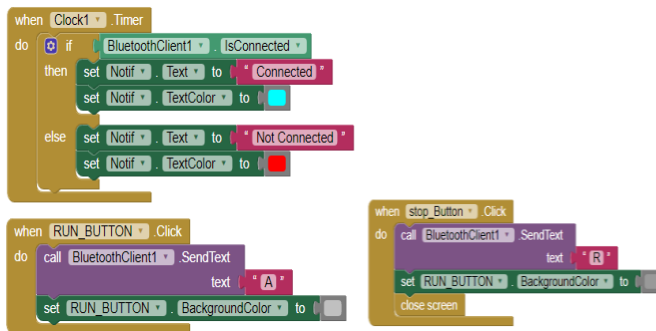 when Clock1 .Timer
do if BluetoothClient1 . IsConnected
then set Notif . Text to " Connected "
set Notif . TextColor to
else set Notif . Text to " Not Connected "
set Notif . TextColor to
when RUN_BUTTON .Click
do call BluetoothClient1 .SendText
text " A "
set RUN_BUTTON . BackgroundColor to
when stop_Button .Click
do call BluetoothClient1 .SendText
text " R "
set RUN_BUTTON . BackgroundColor to
close screen